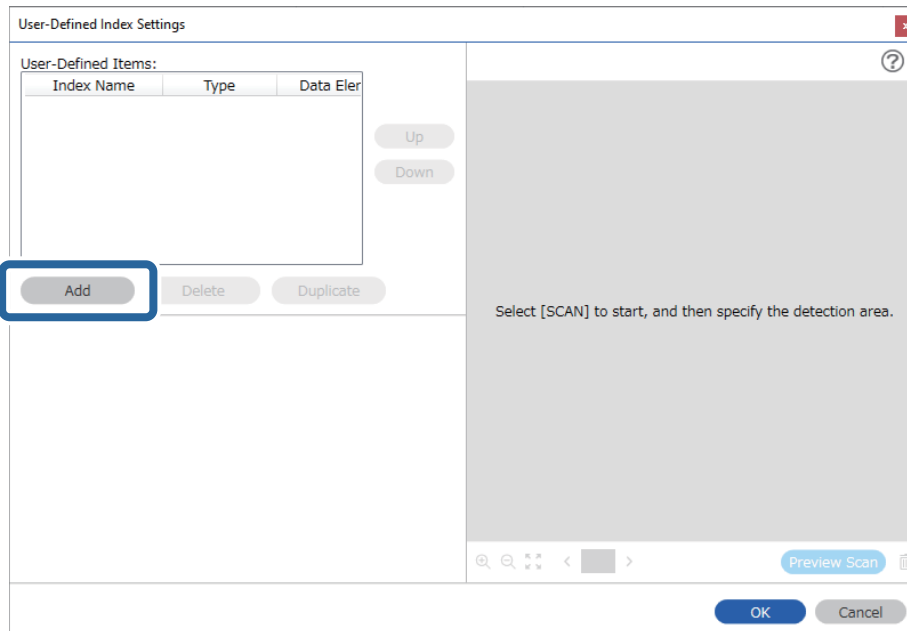 User-Defined Index Settings
User-Defined Items:
Index Name Type Data Eler
Up
Down
Add Delete Duplicate
Select [SCAN] to start, and then specify the detection area.
Preview Scan
OK Cancel